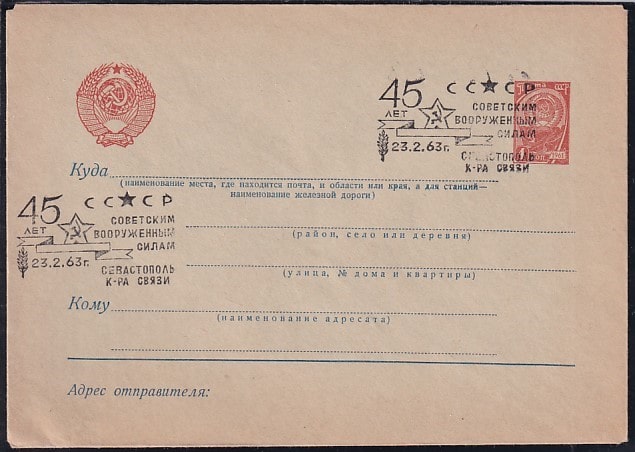 45 СССР
ЛЕТ СОВЕТСКИМ
ВООРУЖЕННЫМ
СИЛАМ
23.2.63г.
СЕВАСТОПОЛЬ
К-РА СВЯЗИ
Куда
(наименование места, где находится почта, и области или края, а для станций—
наименование железной дороги)
45 СССР
ЛЕТ СОВЕТСКИМ
ВООРУЖЕННЫМ
СИЛАМ
23.2.63г.
СЕВАСТОПОЛЬ
К-РА СВЯЗИ
(район, село или деревня)
(улица, № дома и квартиры)
Кому
(наименование адресата)
Адрес отправителя: